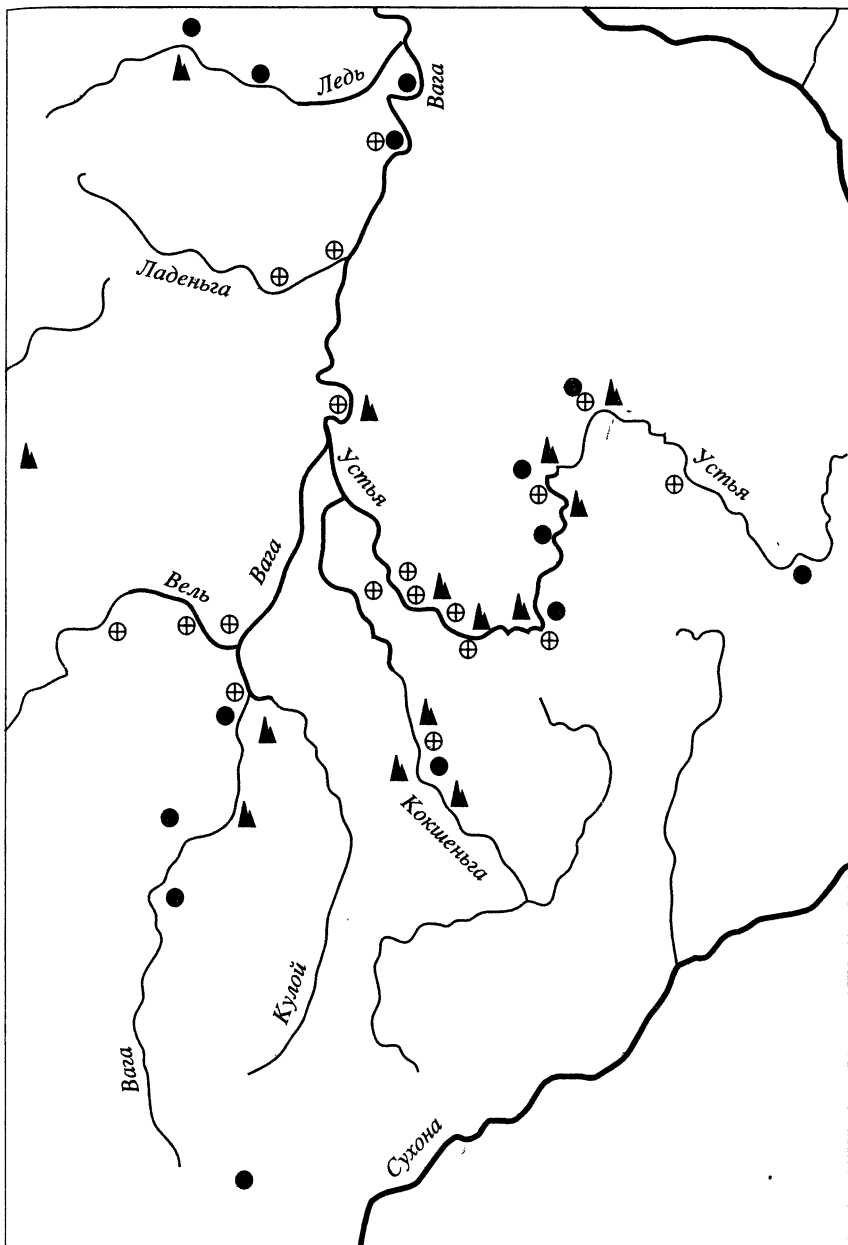 Ледь
Вага
Ладеньга
Устья
Устья
Вага
Вель
Кокшеньга
Кулой
Вага
Сухона